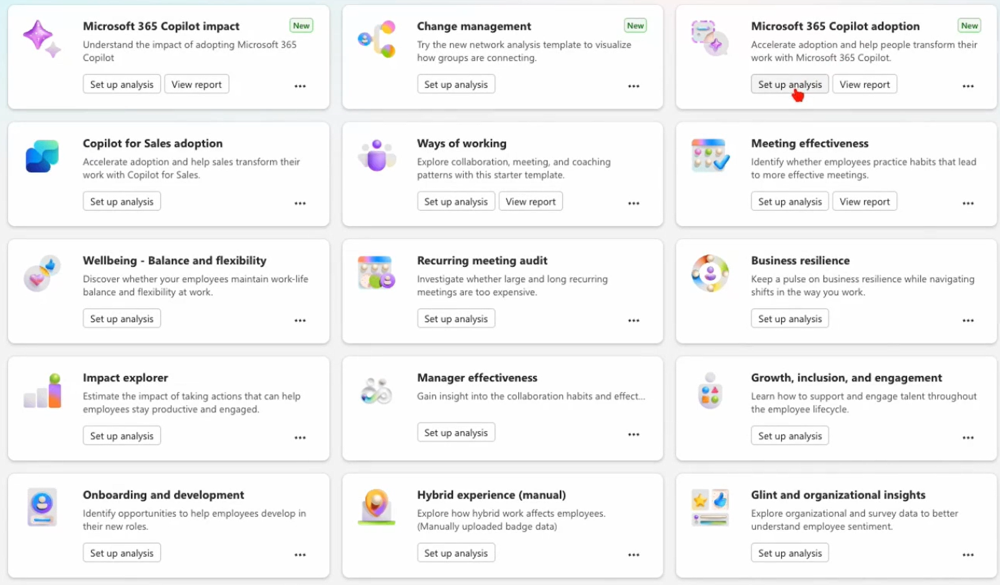 Microsoft 365 Copilot impact
New
Understand the impact of adopting Microsoft 365
Copilot
Set up analysis
View report
Change management
New
Try the new network analysis template to visualize
how groups are connecting.
Set up analysis
Microsoft 365 Copilot adoption
New
Accelerate adoption and help people transform their
work with Microsoft 365 Copilot.
Set up analysis
View report
Copilot for Sales adoption
Accelerate adoption and help sales transform their
work with Copilot for Sales.
Set up analysis
Ways of working
Explore collaboration, meeting, and coaching
patterns with this starter template.
Set up analysis
View report
Meeting effectiveness
Identify whether employees practice habits that lead
to more effective meetings.
Set up analysis
View report
Wellbeing - Balance and flexibility
Discover whether your employees maintain work-life
balance and flexibility at work.
Set up analysis
Recurring meeting audit
Investigate whether large and long recurring
meetings are too expensive.
Set up analysis
Business resilience
Keep a pulse on business resilience while navigating
shifts in the way you work.
Set up analysis
Impact explorer
Estimate the impact of taking actions that can help
employees stay productive and engaged.
Set up analysis
Manager effectiveness
Gain insight into the collaboration habits and effect...
Set up analysis
Growth, inclusion, and engagement
Learn how to support and engage talent throughout
the employee lifecycle.
Set up analysis
Onboarding and development
Identify opportunities to help employees develop in
their new roles.
Set up analysis
Hybrid experience (manual)
Explore how hybrid work affects employees.
(Manually uploaded badge data)
Set up analysis
Glint and organizational insights
Explore organizational and survey data to better
understand employee sentiment.
Set up analysis